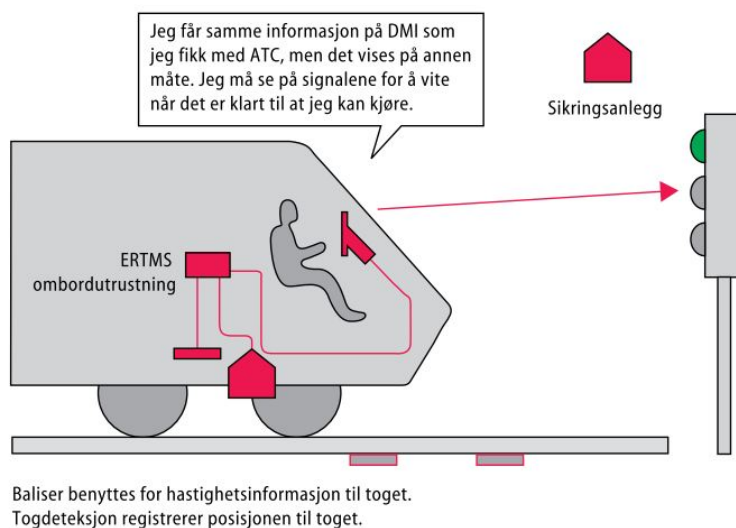 Jeg får samme informasjon på DMI som
jeg fikk med ATC, men det vises på annen
måte. Jeg må se på signalene for å vite
når det er klart til at jeg kan kjøre.
Sikringsanlegg
ERTMS
ombordutrustning
Baliser benyttes for hastighetsinformasjon til toget.
Togdeteksjon registrerer posisjonen til toget.